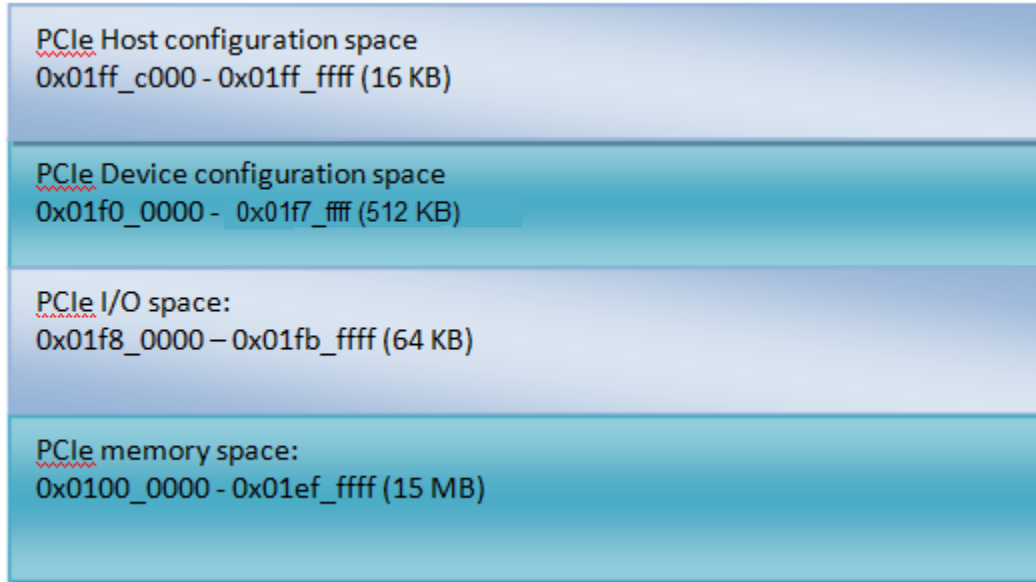 PCIe Host configuration space
0x01ff_c000 - 0x01ff_ffff (16 KB)
PCIe Device configuration space
0x01f0_0000 - 0x01f7_ffff (512 KB)
PCIe I/O space:
0x01f8_0000 – 0x01fb_ffff (64 KB)
PCIe memory space:
0x0100_0000 - 0x01ef_ffff (15 MB)